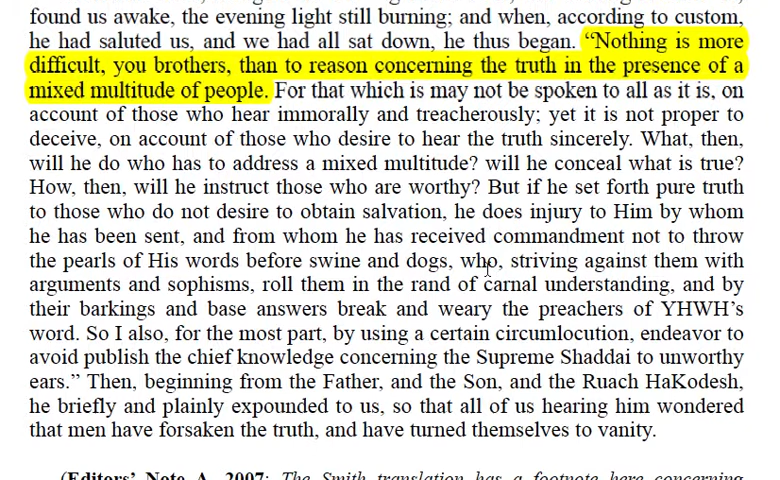 found us awake, the evening light still burning; and when, according to custom,
he had saluted us, and we had all sat down, he thus began. “Nothing is more
difficult, you brothers, than to reason concerning the truth in the presence of a
mixed multitude of people. For that which is may not be spoken to all as it is, on
account of those who hear immorally and treacherously; yet it is not proper to
deceive, on account of those who desire to hear the truth sincerely. What, then,
will he do who has to address a mixed multitude? will he conceal what is true?
How, then, will he instruct those who are worthy? But if he set forth pure truth
to those who do not desire to obtain salvation, he does injury to Him by whom
he has been sent, and from whom he has received commandment not to throw
the pearls of His words before swine and dogs, who, striving against them with
arguments and sophisms, roll them in the rand of carnal understanding, and by
their barkings and base answers break and weary the preachers of YHWH’s
word. So I also, for the most part, by using a certain circumlocution, endeavor to
avoid publish the chief knowledge concerning the Supreme Shaddai to unworthy
ears.” Then, beginning from the Father, and the Son, and the Ruach HaKodesh,
he briefly and plainly expounded to us, so that all of us hearing him wondered
that men have forsaken the truth, and have turned themselves to vanity.
(Editors’ Note A, 2007: The Smith translation has a footnote here concerning